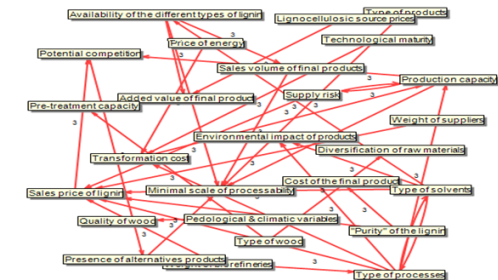 Type of products
Availability of the different types of lignin
Lignocellulosic source prices
Price of energy
Technological maturity
Potential competition
Sales volume of final products
Production capacity
Added value of final product
Supply risk
Pre-treatment capacity
Weight of suppliers
Environmental impact of products
Diversification of raw materials
Transformation cost
Cost of the final product
Sales price of lignin
Minimal scale of processability
Type of solvents
Quality of wood
Pedological & climatic variables
"Purity" of the lignin
Type of wood
Presence of alternatives products
refineries
Type of processes
3
3
3
3
3
3
3
3
3
3
3
3